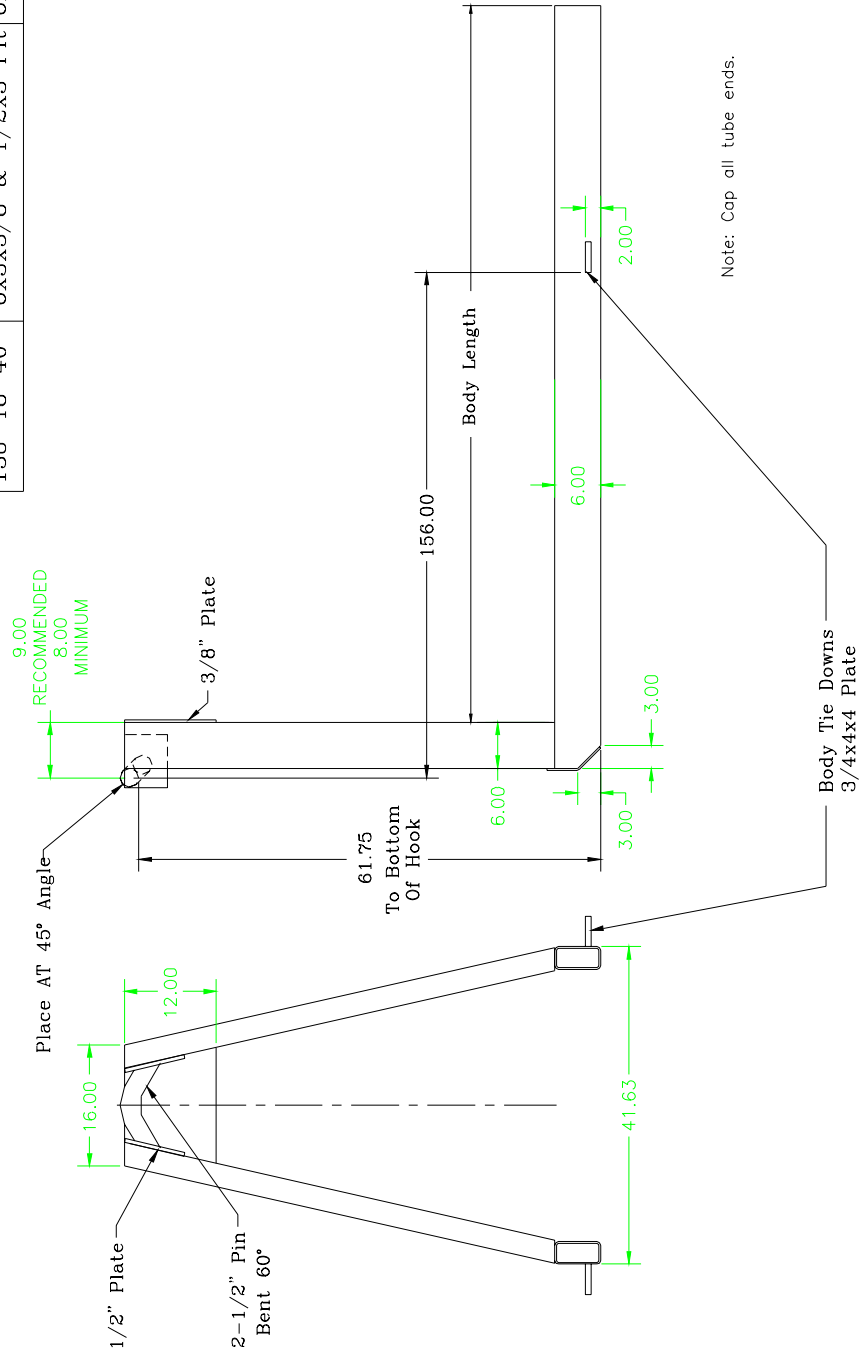 9.00
RECOMMENDED
8.00
MINIMUM
3/8" Plate
Place AT 45° Angle
61.75
To Bottom
Of Hook
156.00
Body Length
6.00
6.00
2.00
3.00
3.00
Note: Cap all tube ends.
Body Tie Downs
3/4x4x4 Plate
16.00
12.00
41.63
1/2" Plate
2-1/2" Pin
Bent 60°